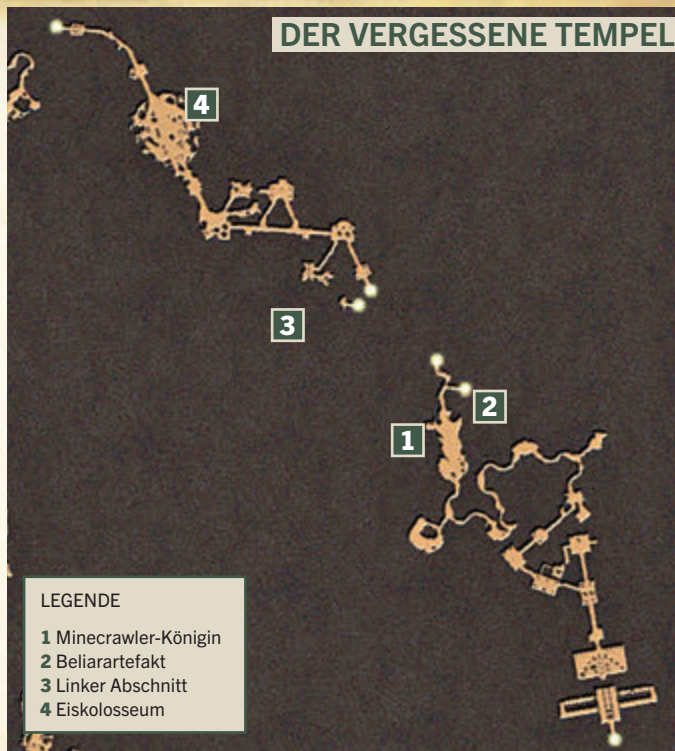 DER VERGESSENE TEMPEL
4
3
2
1
LEGENDE
1 Minecrawler-Königin
2 Beliarartefakt
3 Linker Abschnitt
4 Eiskolosseum